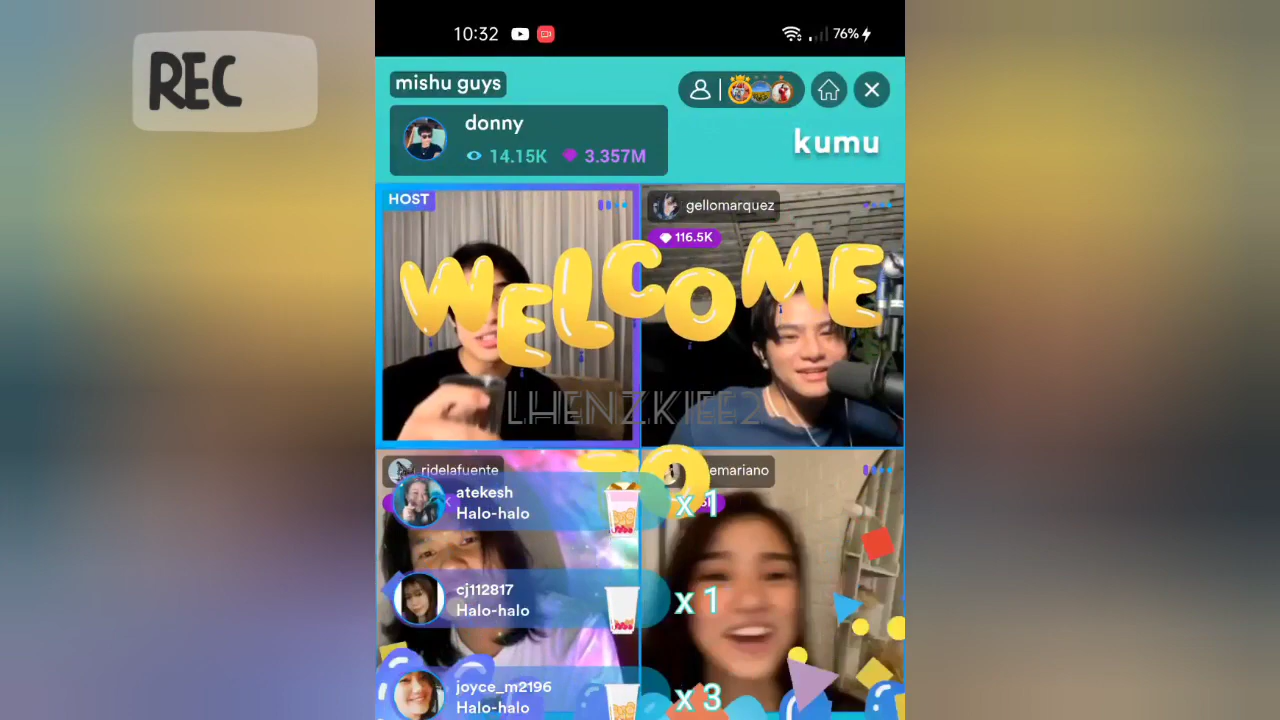 REC
10:32
76%
mishu guys
donny
14.15K 3.357M
kumu
HOST
gellomarquez
116.5K
WELCOME
LHENZKIEE2
ridelafuente
emariano
atekesh
Halo-halo
x 1
cj112817
Halo-halo
x 1
joyce_m2196
Halo-halo
x 3